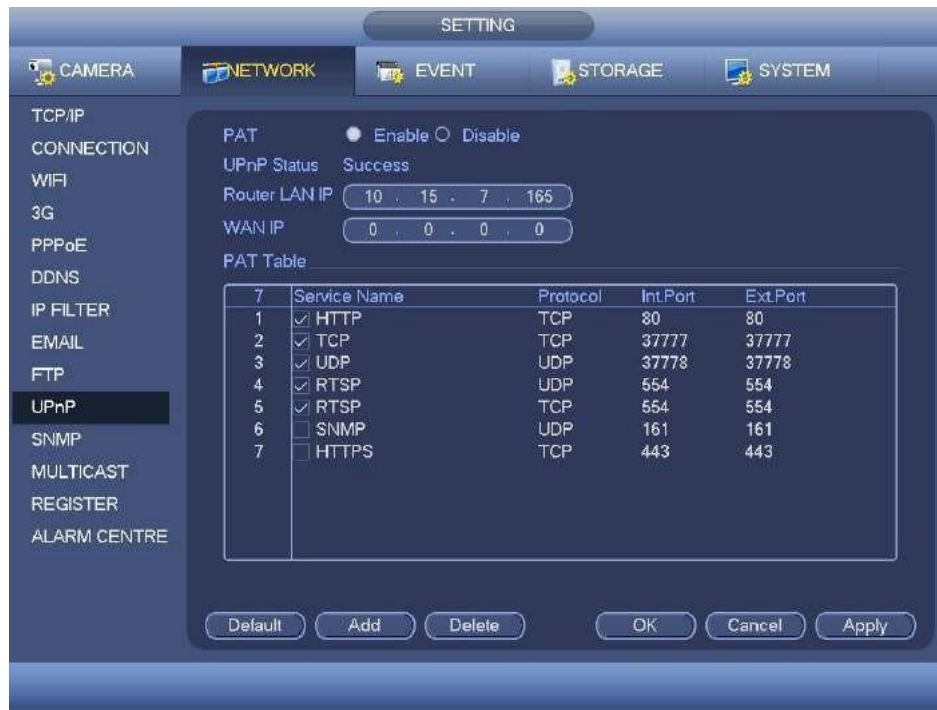 SETTING
CAMERA NETWORK EVENT STORAGE SYSTEM
TCP/IP
CONNECTION
WIFI
3G
PPPoE
DDNS
IP FILTER
EMAIL
FTP
UPnP
SNMP
MULTICAST
REGISTER
ALARM CENTRE
PAT Enable Disable
UPnP Status Success
Router LAN IP 10 . 15 . 7 . 165
WAN IP 0 . 0 . 0 . 0
PAT Table
7 Service Name Protocol Int.Port Ext.Port
1 HTTP TCP 80 80
2 TCP TCP 37777 37777
3 UDP UDP 37778 37778
4 RTSP UDP 554 554
5 RTSP TCP 554 554
6 SNMP UDP 161 161
7 HTTPS TCP 443 443
Default Add Delete OK Cancel Apply